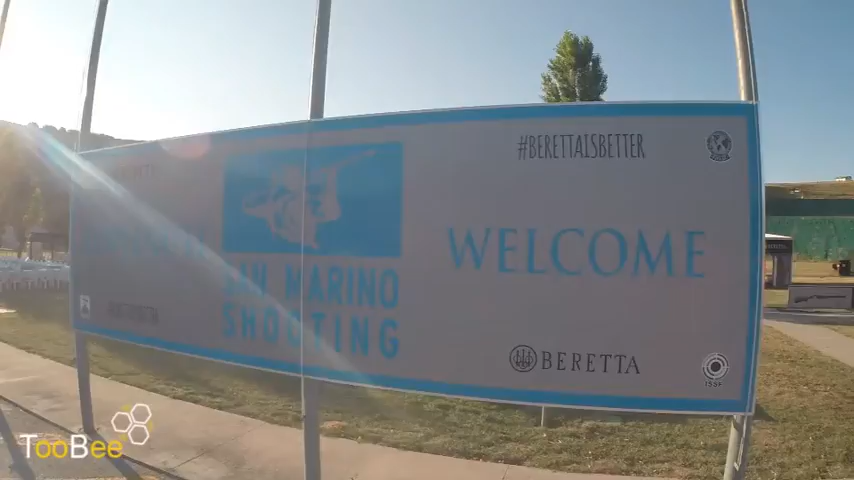 #BERETTAISBETTER
WELCOME
SAN MARINO
SHOOTING
BERETTA
ISSF
TooBee